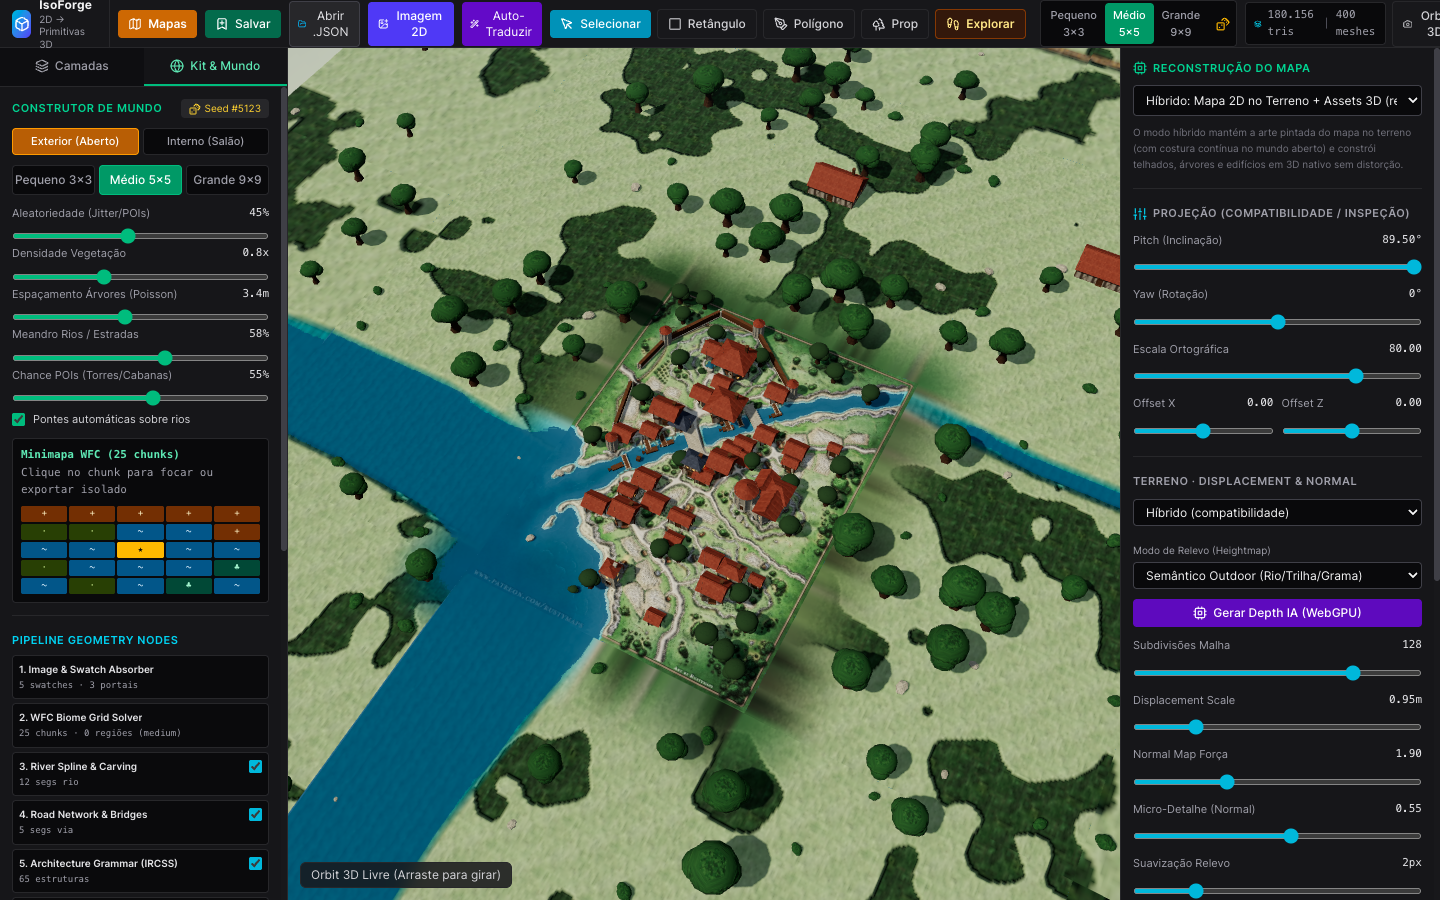 IsoForge
2D →
Primitivas
3D
Mapas
Salvar
Abrir
.JSON
Imagem
2D
Auto-
Traduzir
Selecionar
Retângulo
Polígono
Prop
Explorar
Pequeno
3×3
Médio
5×5
Grande
9×9
180.156
tris
400
meshes
Orb
3D
Camadas
Kit & Mundo
CONSTRUTOR DE MUNDO
Seed #5123
Exterior (Aberto)
Interno (Salão)
Pequeno 3×3
Médio 5×5
Grande 9×9
Aleatoriedade (Jitter/POIs)
45%
Densidade Vegetação
0.8x
Espaçamento Árvores (Poisson)
3.4m
Meandro Rios / Estradas
58%
Chance POIs (Torres/Cabanas)
55%
Pontes automáticas sobre rios
Minimapa WFC (25 chunks)
Clique no chunk para focar ou
exportar isolado
+ + + + +
· · ~ ~ +
~ ~ ★ ~ ~
· ~ ~ ~ ♣
~ · ~ ♣ ~
PIPELINE GEOMETRY NODES
1. Image & Swatch Absorber
5 swatches · 3 portais
2. WFC Biome Grid Solver
25 chunks · 0 regiões (medium)
3. River Spline & Carving
12 segs rio
4. Road Network & Bridges
5 segs via
5. Architecture Grammar (IRCSS)
65 estruturas
Orbit 3D Livre (Arraste para girar)
RECONSTRUÇÃO DO MAPA
Híbrido: Mapa 2D no Terreno + Assets 3D (re
O modo híbrido mantém a arte pintada do mapa no terreno
(com costura contínua no mundo aberto) e constrói
telhados, árvores e edifícios em 3D nativo sem distorção.
PROJEÇÃO (COMPATIBILIDADE / INSPEÇÃO)
Pitch (Inclinação)
89.50°
Yaw (Rotação)
0°
Escala Ortográfica
80.00
Offset X
0.00
Offset Z
0.00
TERRENO · DISPLACEMENT & NORMAL
Híbrido (compatibilidade)
Modo de Relevo (Heightmap)
Semântico Outdoor (Rio/Trilha/Grama)
Gerar Depth IA (WebGPU)
Subdivisões Malha
128
Displacement Scale
0.95m
Normal Map Força
1.90
Micro-Detalhe (Normal)
0.55
Suavização Relevo
2px